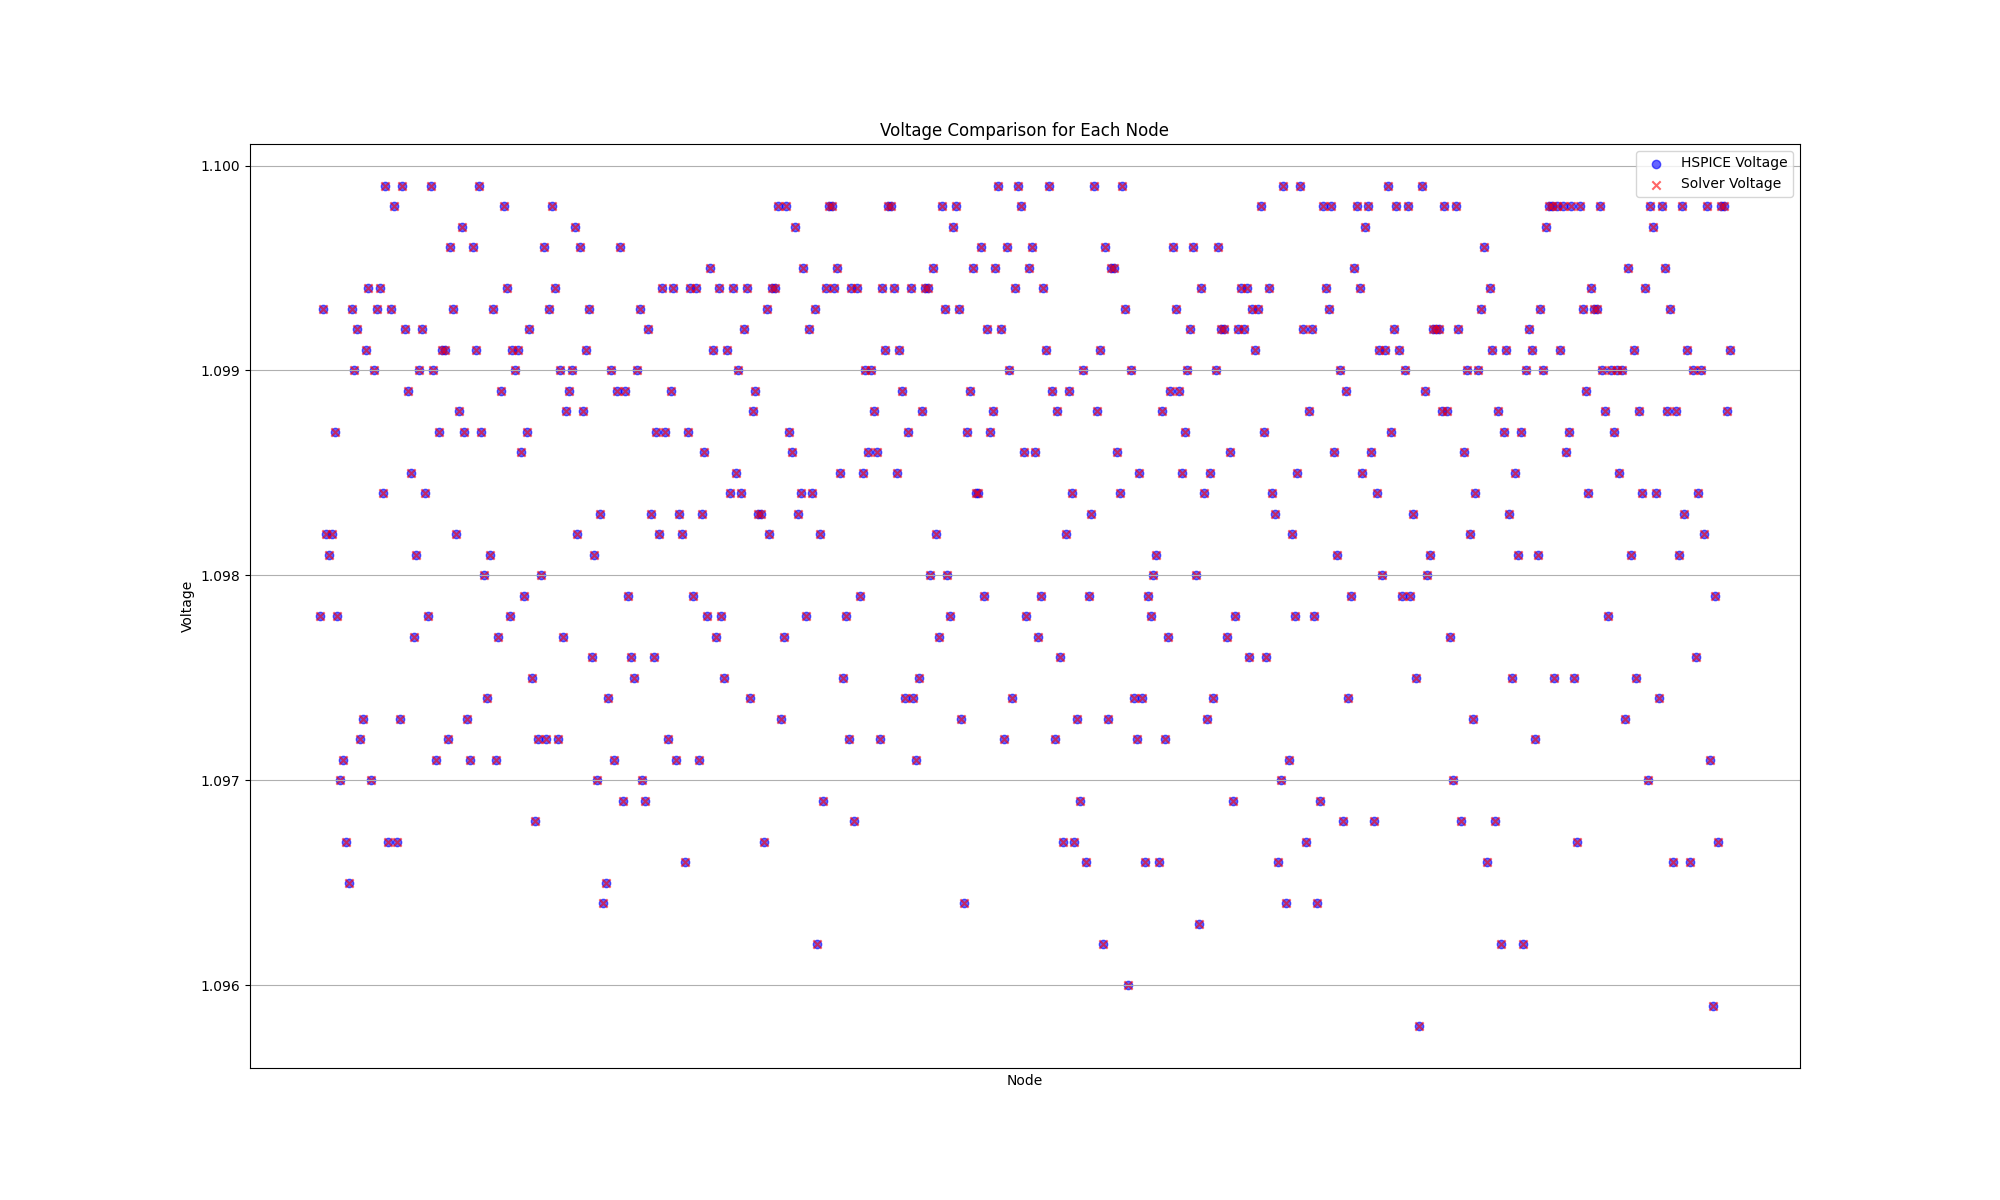 Voltage Comparison for Each Node
HSPICE Voltage
Solver Voltage
1.100
1.099
1.098
1.097
1.096
Voltage
Node